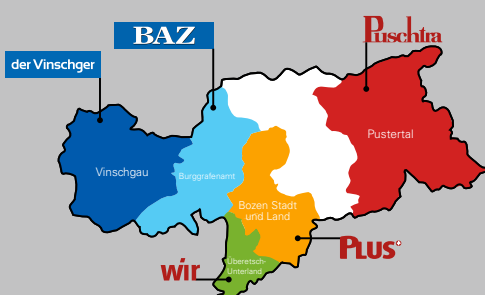 BAZ
Puschtra
der Vinschger
Pustertal
Vinschgau
Burggrafenamt
Bozen Stadt
und Land
PLUS
Überetsch-
Unterland
wir